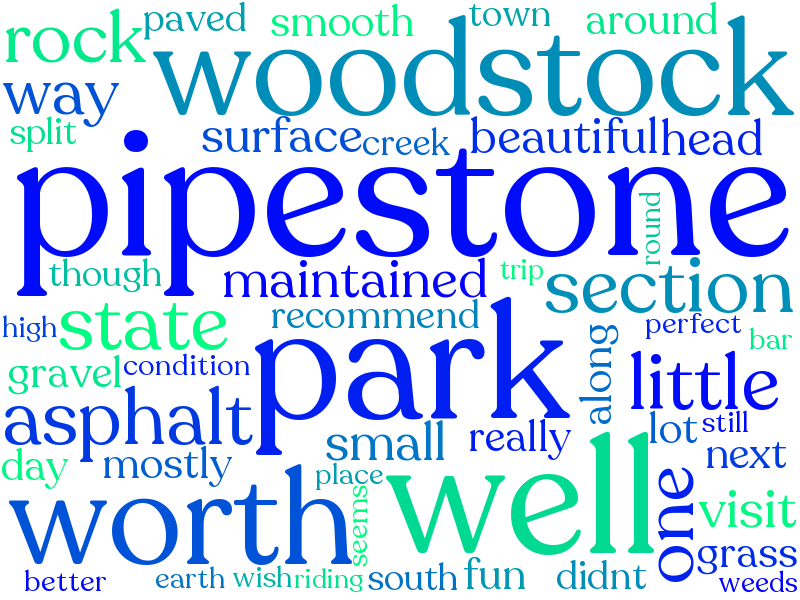 rock paved smooth town around
way woodstock
split surface creek beautiful head
pipestone
round
though maintained trip section
high state recommend along perfect bar
gravel condition park little
asphalt small really lot still
day mostly place well one next
worth seems visit
grass
better earth wish riding south fun didnt weeds